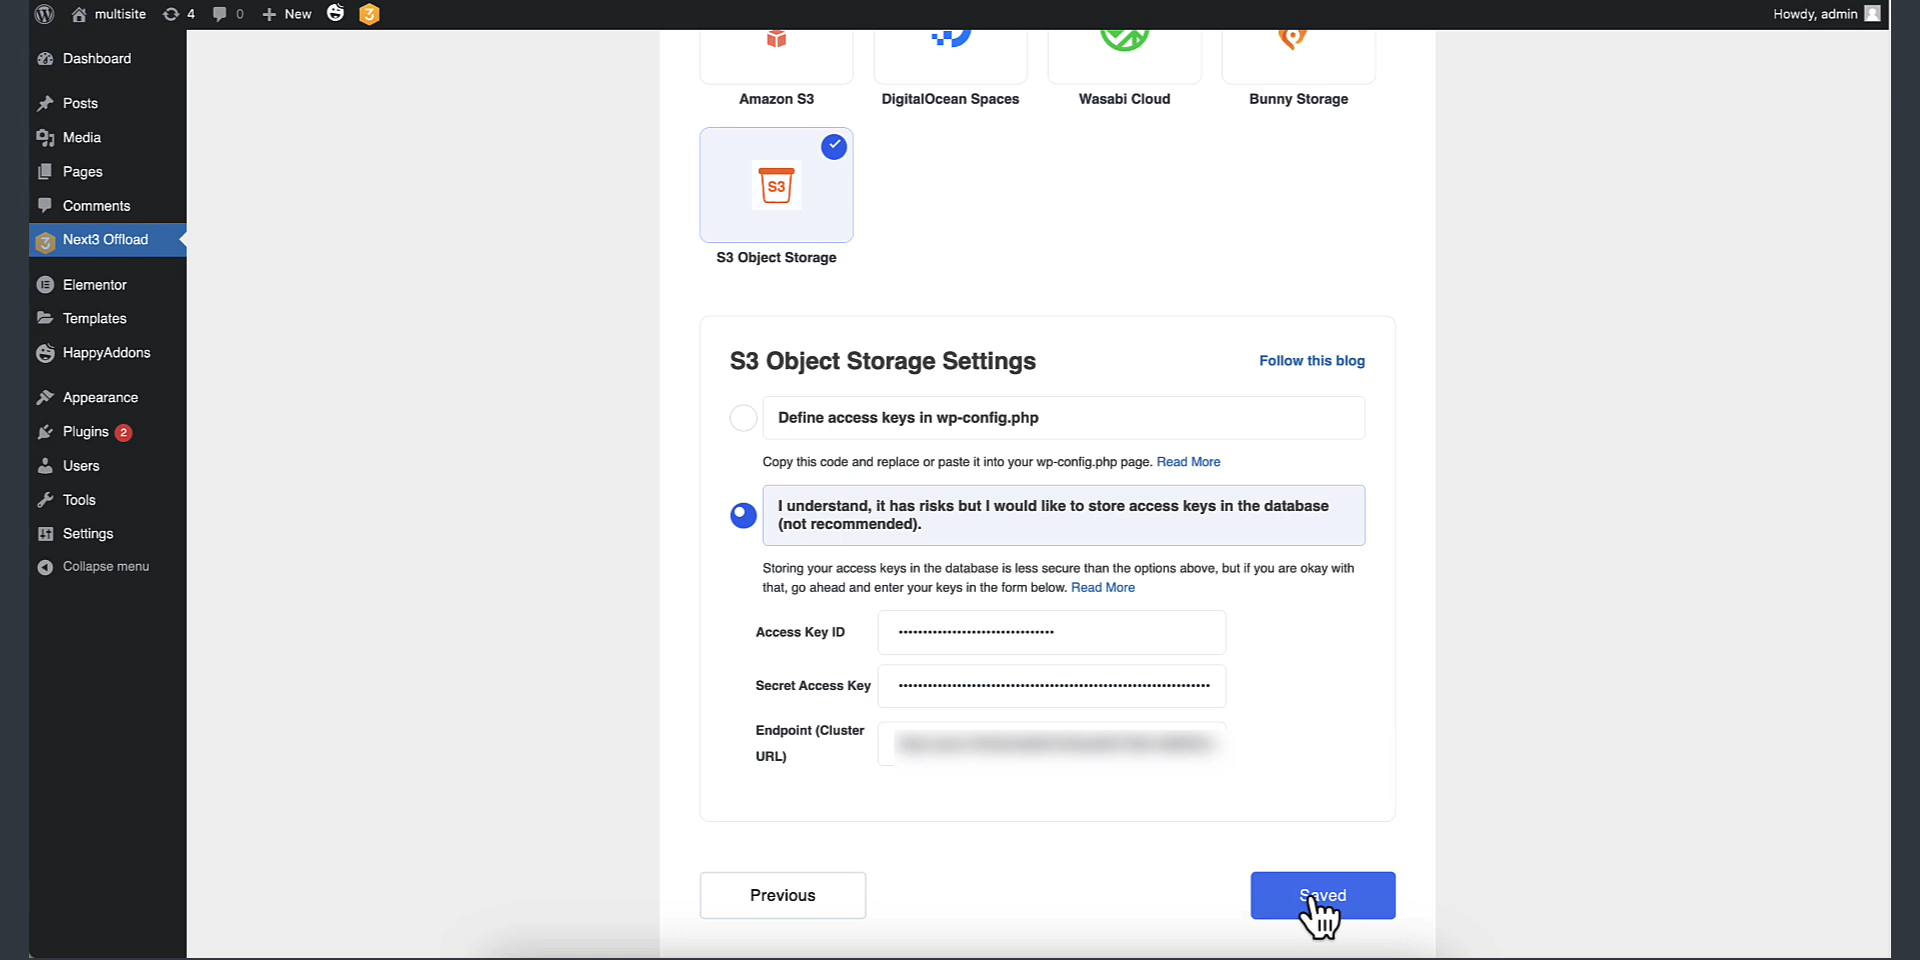 multisite
4
0
New
Howdy, admin
Dashboard
Posts
Media
Pages
Comments
Next3 Offload
Elementor
Templates
HappyAddons
Appearance
Plugins 2
Users
Tools
Settings
Collapse menu
Amazon S3
DigitalOcean Spaces
Wasabi Cloud
Bunny Storage
S3
S3 Object Storage
S3 Object Storage Settings
Follow this blog
Define access keys in wp-config.php
Copy this code and replace or paste it into your wp-config.php page. Read More
I understand, it has risks but I would like to store access keys in the database
(not recommended).
Storing your access keys in the database is less secure than the options above, but if you are okay with
that, go ahead and enter your keys in the form below. Read More
Access Key ID
Secret Access Key
Endpoint (Cluster
URL)
Previous
Saved